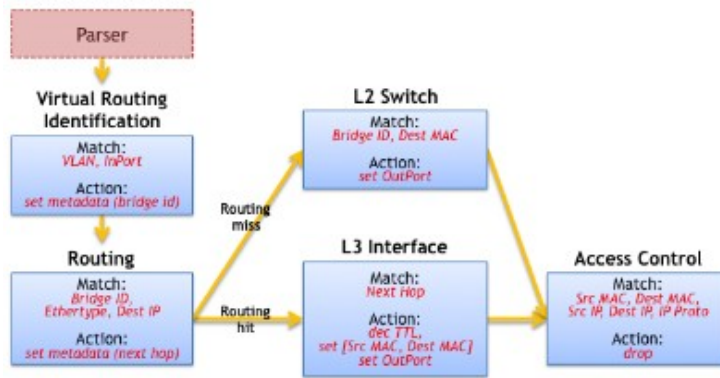 Parser
Virtual Routing
Identification
Match:
VLAN, InPort
Action:
set metadata (bridge id)
Routing
Match:
Bridge ID,
Ethertype, Dest IP
Action:
set metadata (next hop)
Routing
miss
Routing
hit
L2 Switch
Match:
Bridge ID, Dest MAC
Action:
set OutPort
L3 Interface
Match:
Next Hop
Action:
dec TTL,
set [Src MAC, Dest MAC]
set OutPort
Access Control
Match:
Src MAC, Dest MAC,
Src IP, Dest IP, IP Proto
Action:
drop